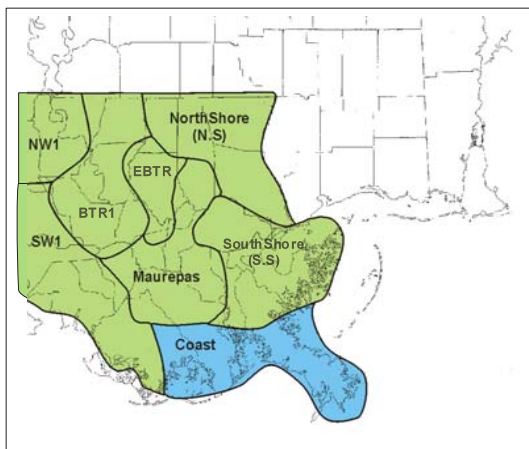 NorthShore
(N.S)
NW1
EBTR
BTR1
SW1
SouthShore
(S.S)
Maurepas
Coast